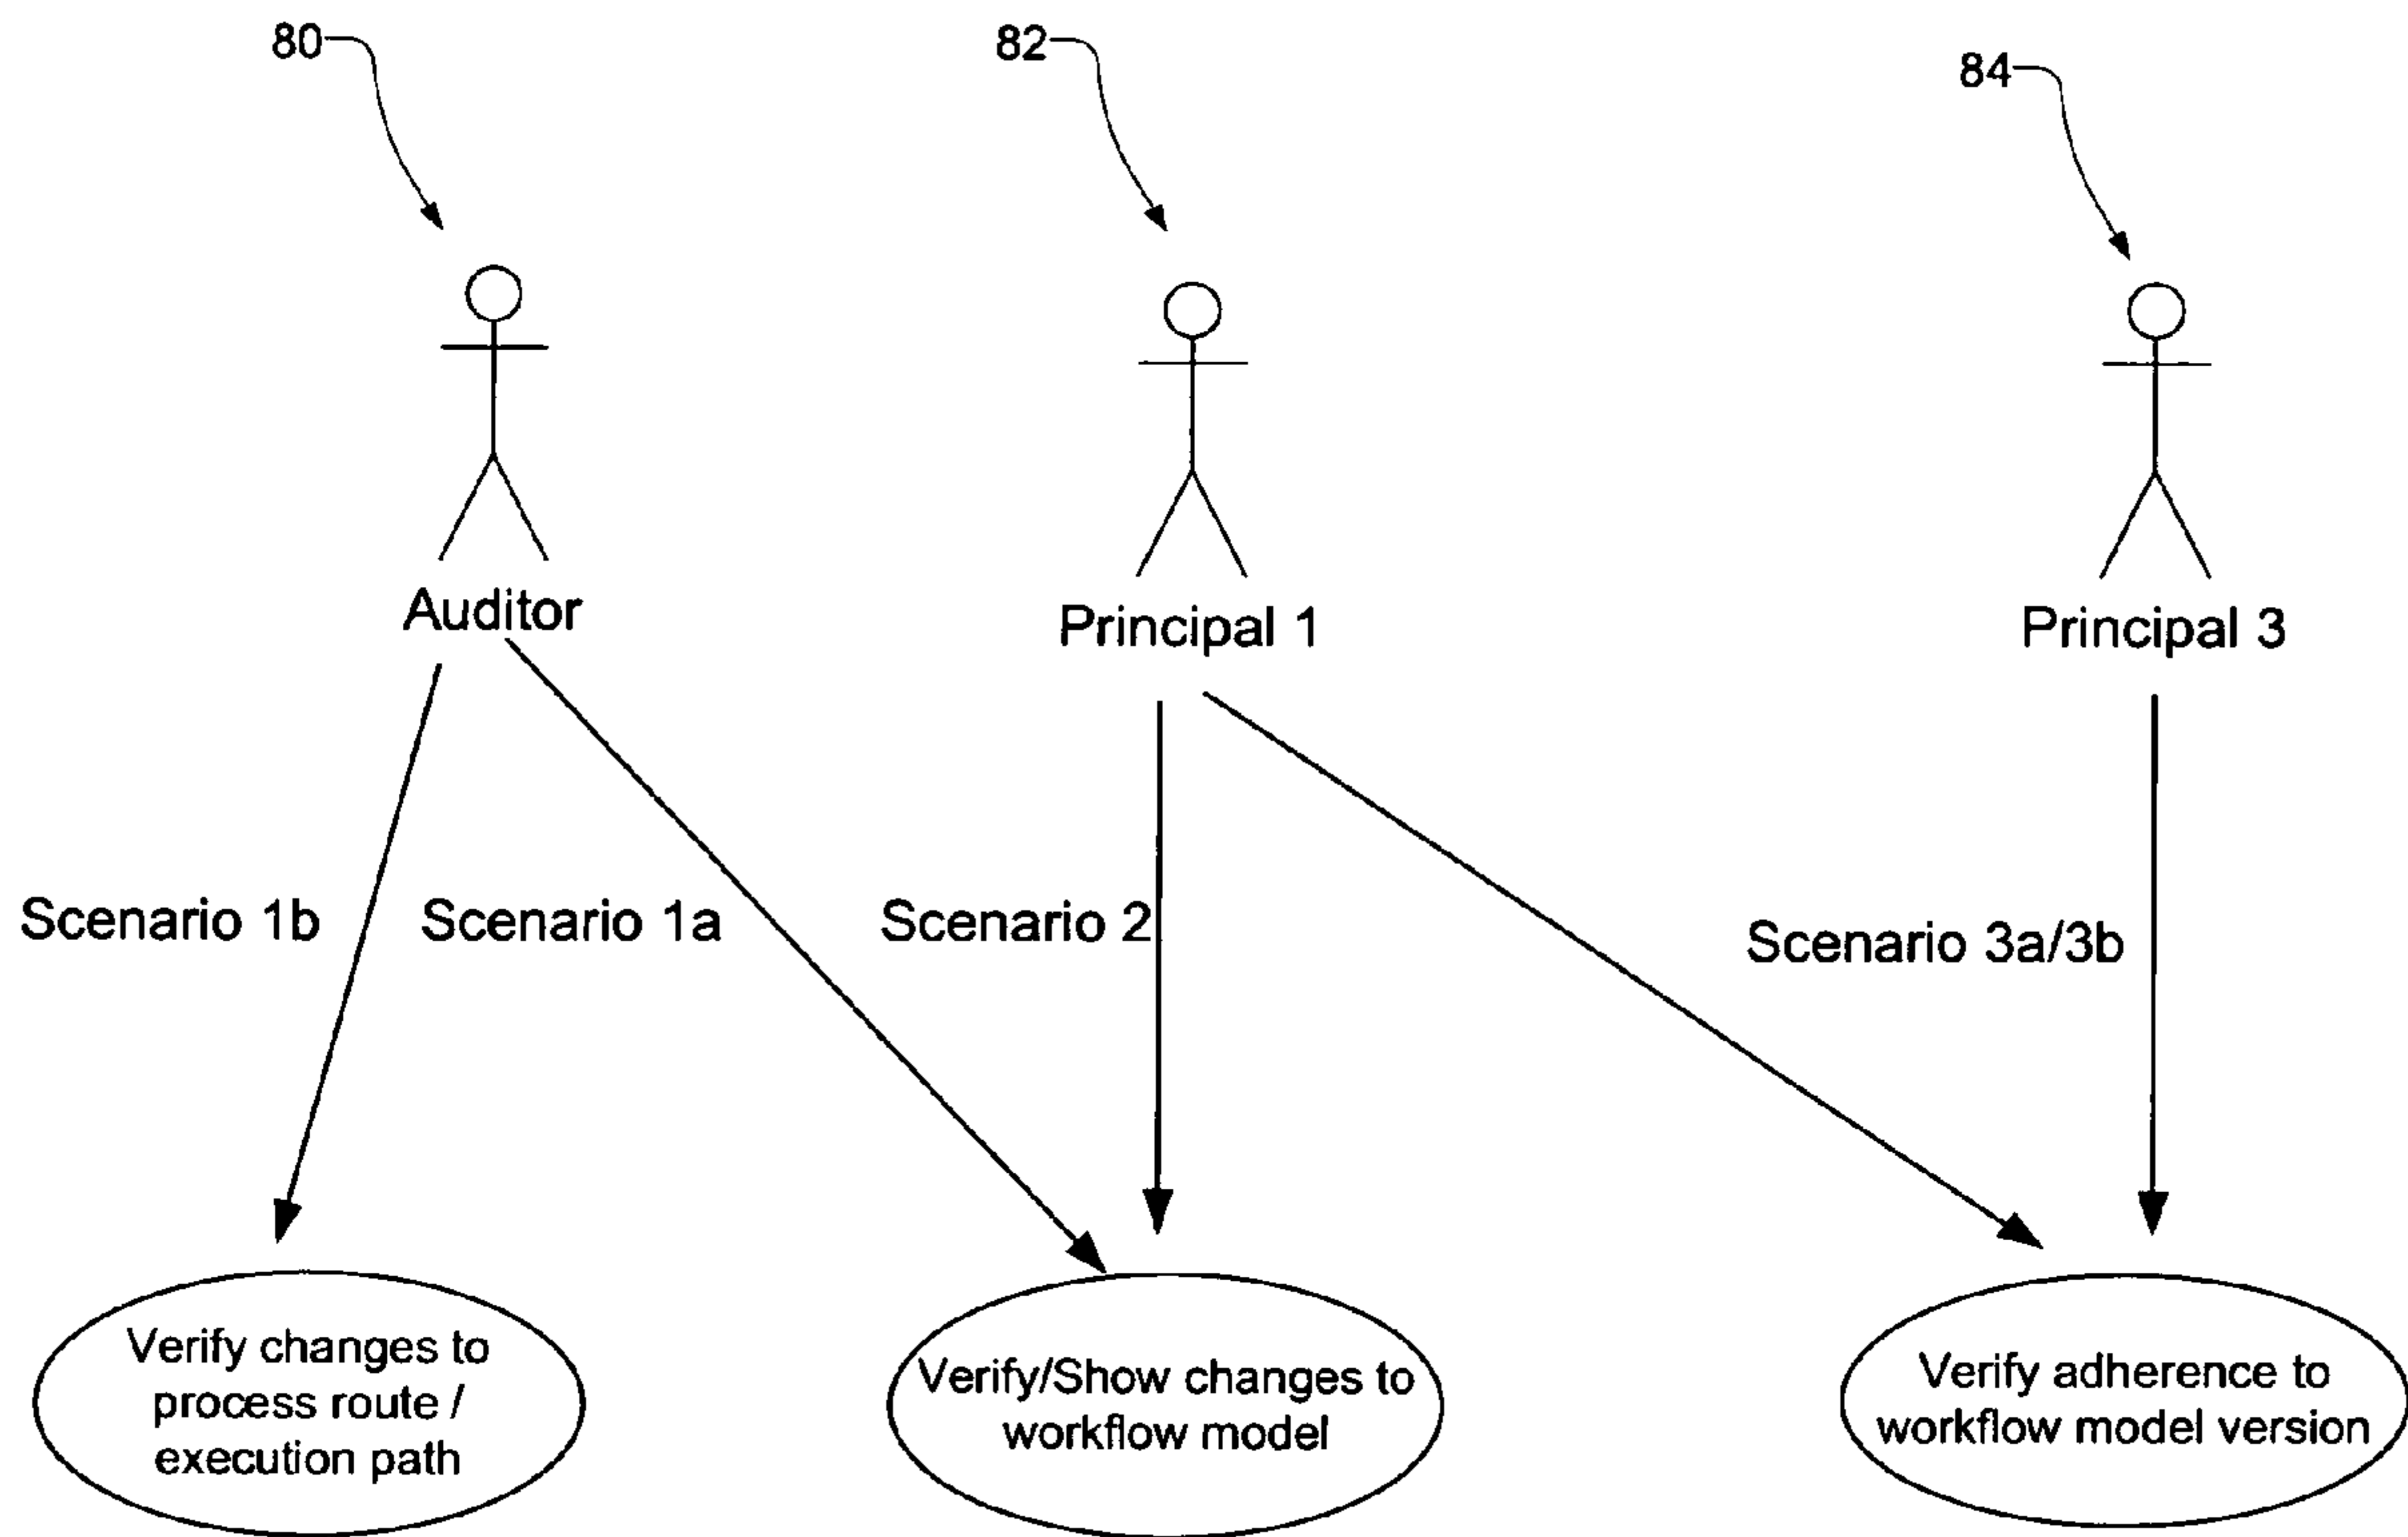 80
82
84
Auditor
Principal 1
Principal 3
Scenario 1b
Scenario 1a
Scenario 2
Scenario 3a/3b
Verify changes to
process route /
execution path
Verify/Show changes to
workflow model
Verify adherence to
workflow model version